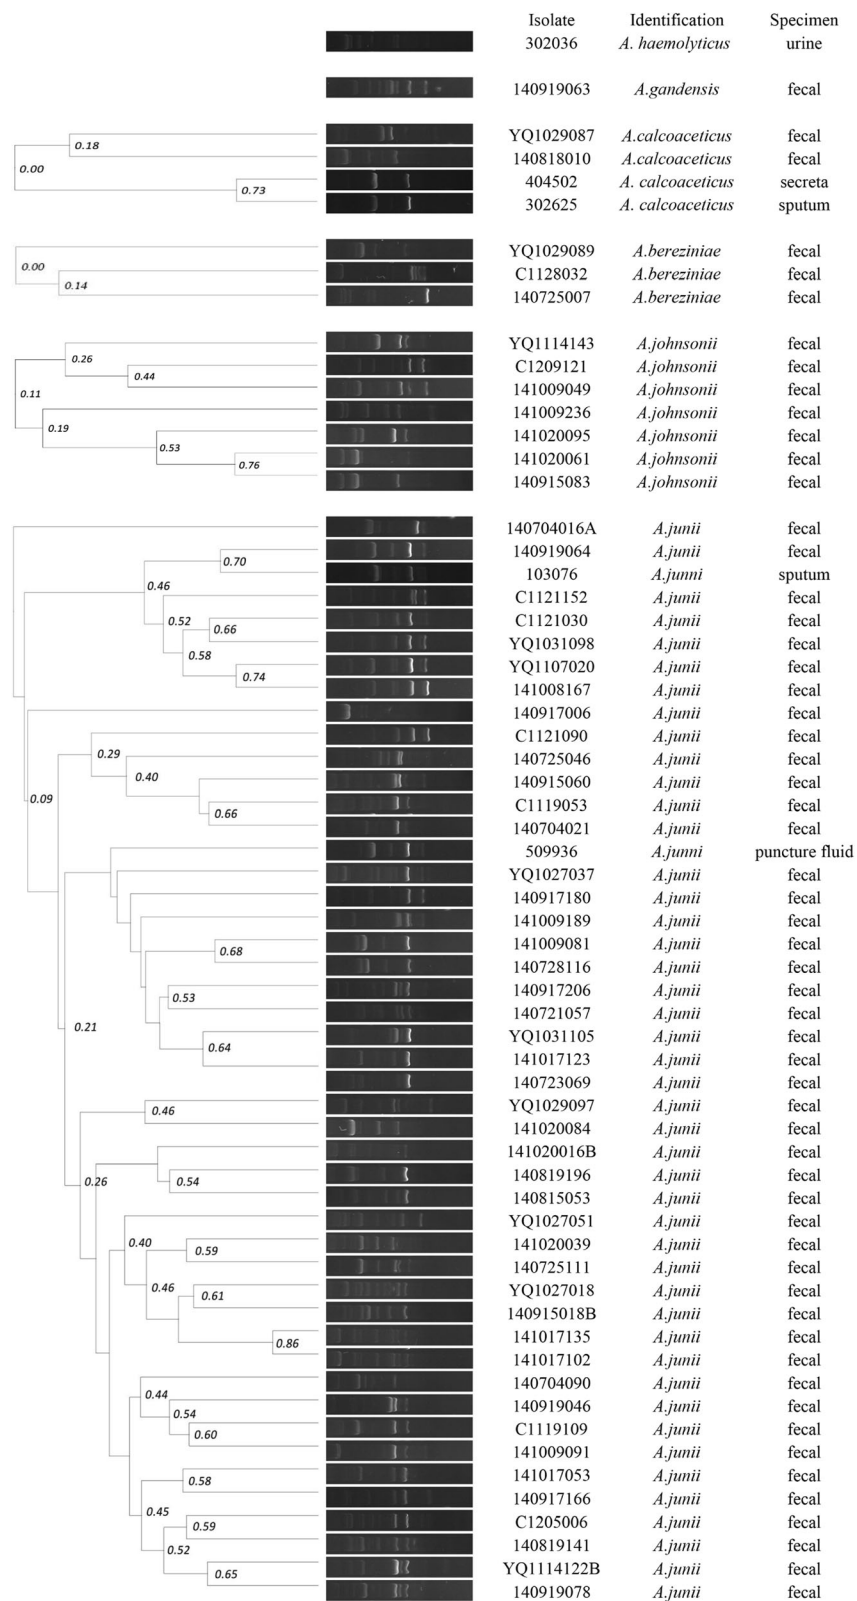 Isolate Identification Specimen
302036 A. haemolyticus urine
140919063 A.gandensis fecal
YQ1029087 A.calcoaceticus fecal
0.18
140818010 A.calcoaceticus fecal
0.00
404502 A. calcoaceticus secreta
0.73
302625 A. calcoaceticus sputum
YQ1029089 A.bereziniae fecal
0.00
C1128032 A.bereziniae fecal
0.14
140725007 A.bereziniae fecal
YQ1114143 A.johnsonii fecal
0.26
C1209121 A.johnsonii fecal
0.44
141009049 A.johnsonii fecal
0.11
141009236 A.johnsonii fecal
0.19
141020095 A.johnsonii fecal
0.53
141020061 A.johnsonii fecal
0.76
140915083 A.johnsonii fecal
140704016A A.junii fecal
140919064 A.junii fecal
0.70
103076 A.junni sputum
0.46
C1121152 A.junii fecal
0.52
C1121030 A.junii fecal
0.66
YQ1031098 A.junii fecal
0.58
YQ1107020 A.junii fecal
0.74
141008167 A.junii fecal
140917006 A.junii fecal
C1121090 A.junii fecal
0.29
140725046 A.junii fecal
0.40
140915060 A.junii fecal
0.09
C1119053 A.junii fecal
0.66
140704021 A.junii fecal
509936 A.junni puncture fluid
YQ1027037 A.junii fecal
140917180 A.junii fecal
141009189 A.junii fecal
141009081 A.junii fecal
0.68
140728116 A.junii fecal
140917206 A.junii fecal
0.53
140721057 A.junii fecal
0.21
YQ1031105 A.junii fecal
0.64
141017123 A.junii fecal
140723069 A.junii fecal
YQ1029097 A.junii fecal
0.46
141020084 A.junii fecal
141020016B A.junii fecal
140819196 A.junii fecal
0.26 0.54
140815053 A.junii fecal
YQ1027051 A.junii fecal
0.40
141020039 A.junii fecal
0.59
140725111 A.junii fecal
0.46
YQ1027018 A.junii fecal
0.61
140915018B A.junii fecal
141017135 A.junii fecal
0.86
141017102 A.junii fecal
140704090 A.junii fecal
0.44
140919046 A.junii fecal
0.54
C1119109 A.junii fecal
0.60
141009091 A.junii fecal
141017053 A.junii fecal
0.58
140917166 A.junii fecal
0.45
C1205006 A.junii fecal
0.59
140819141 A.junii fecal
0.52
YQ1114122B A.junii fecal
0.65
140919078 A.junii fecal